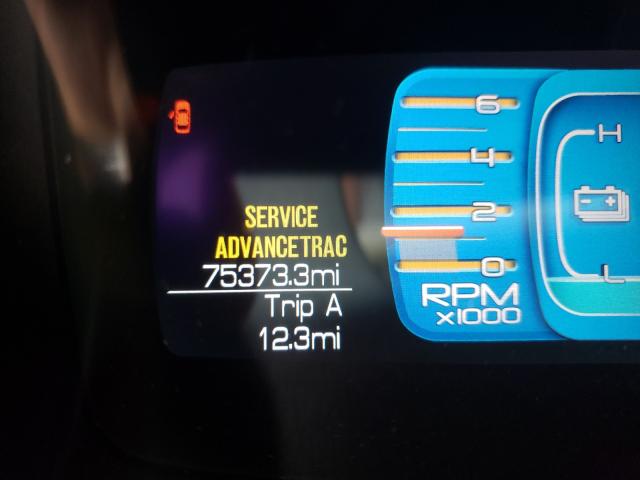 SERVICE
ADVANCETRAC
75373.3mi
Trip A
12.3mi
6
4
2
0
RPM
x1000
H
L